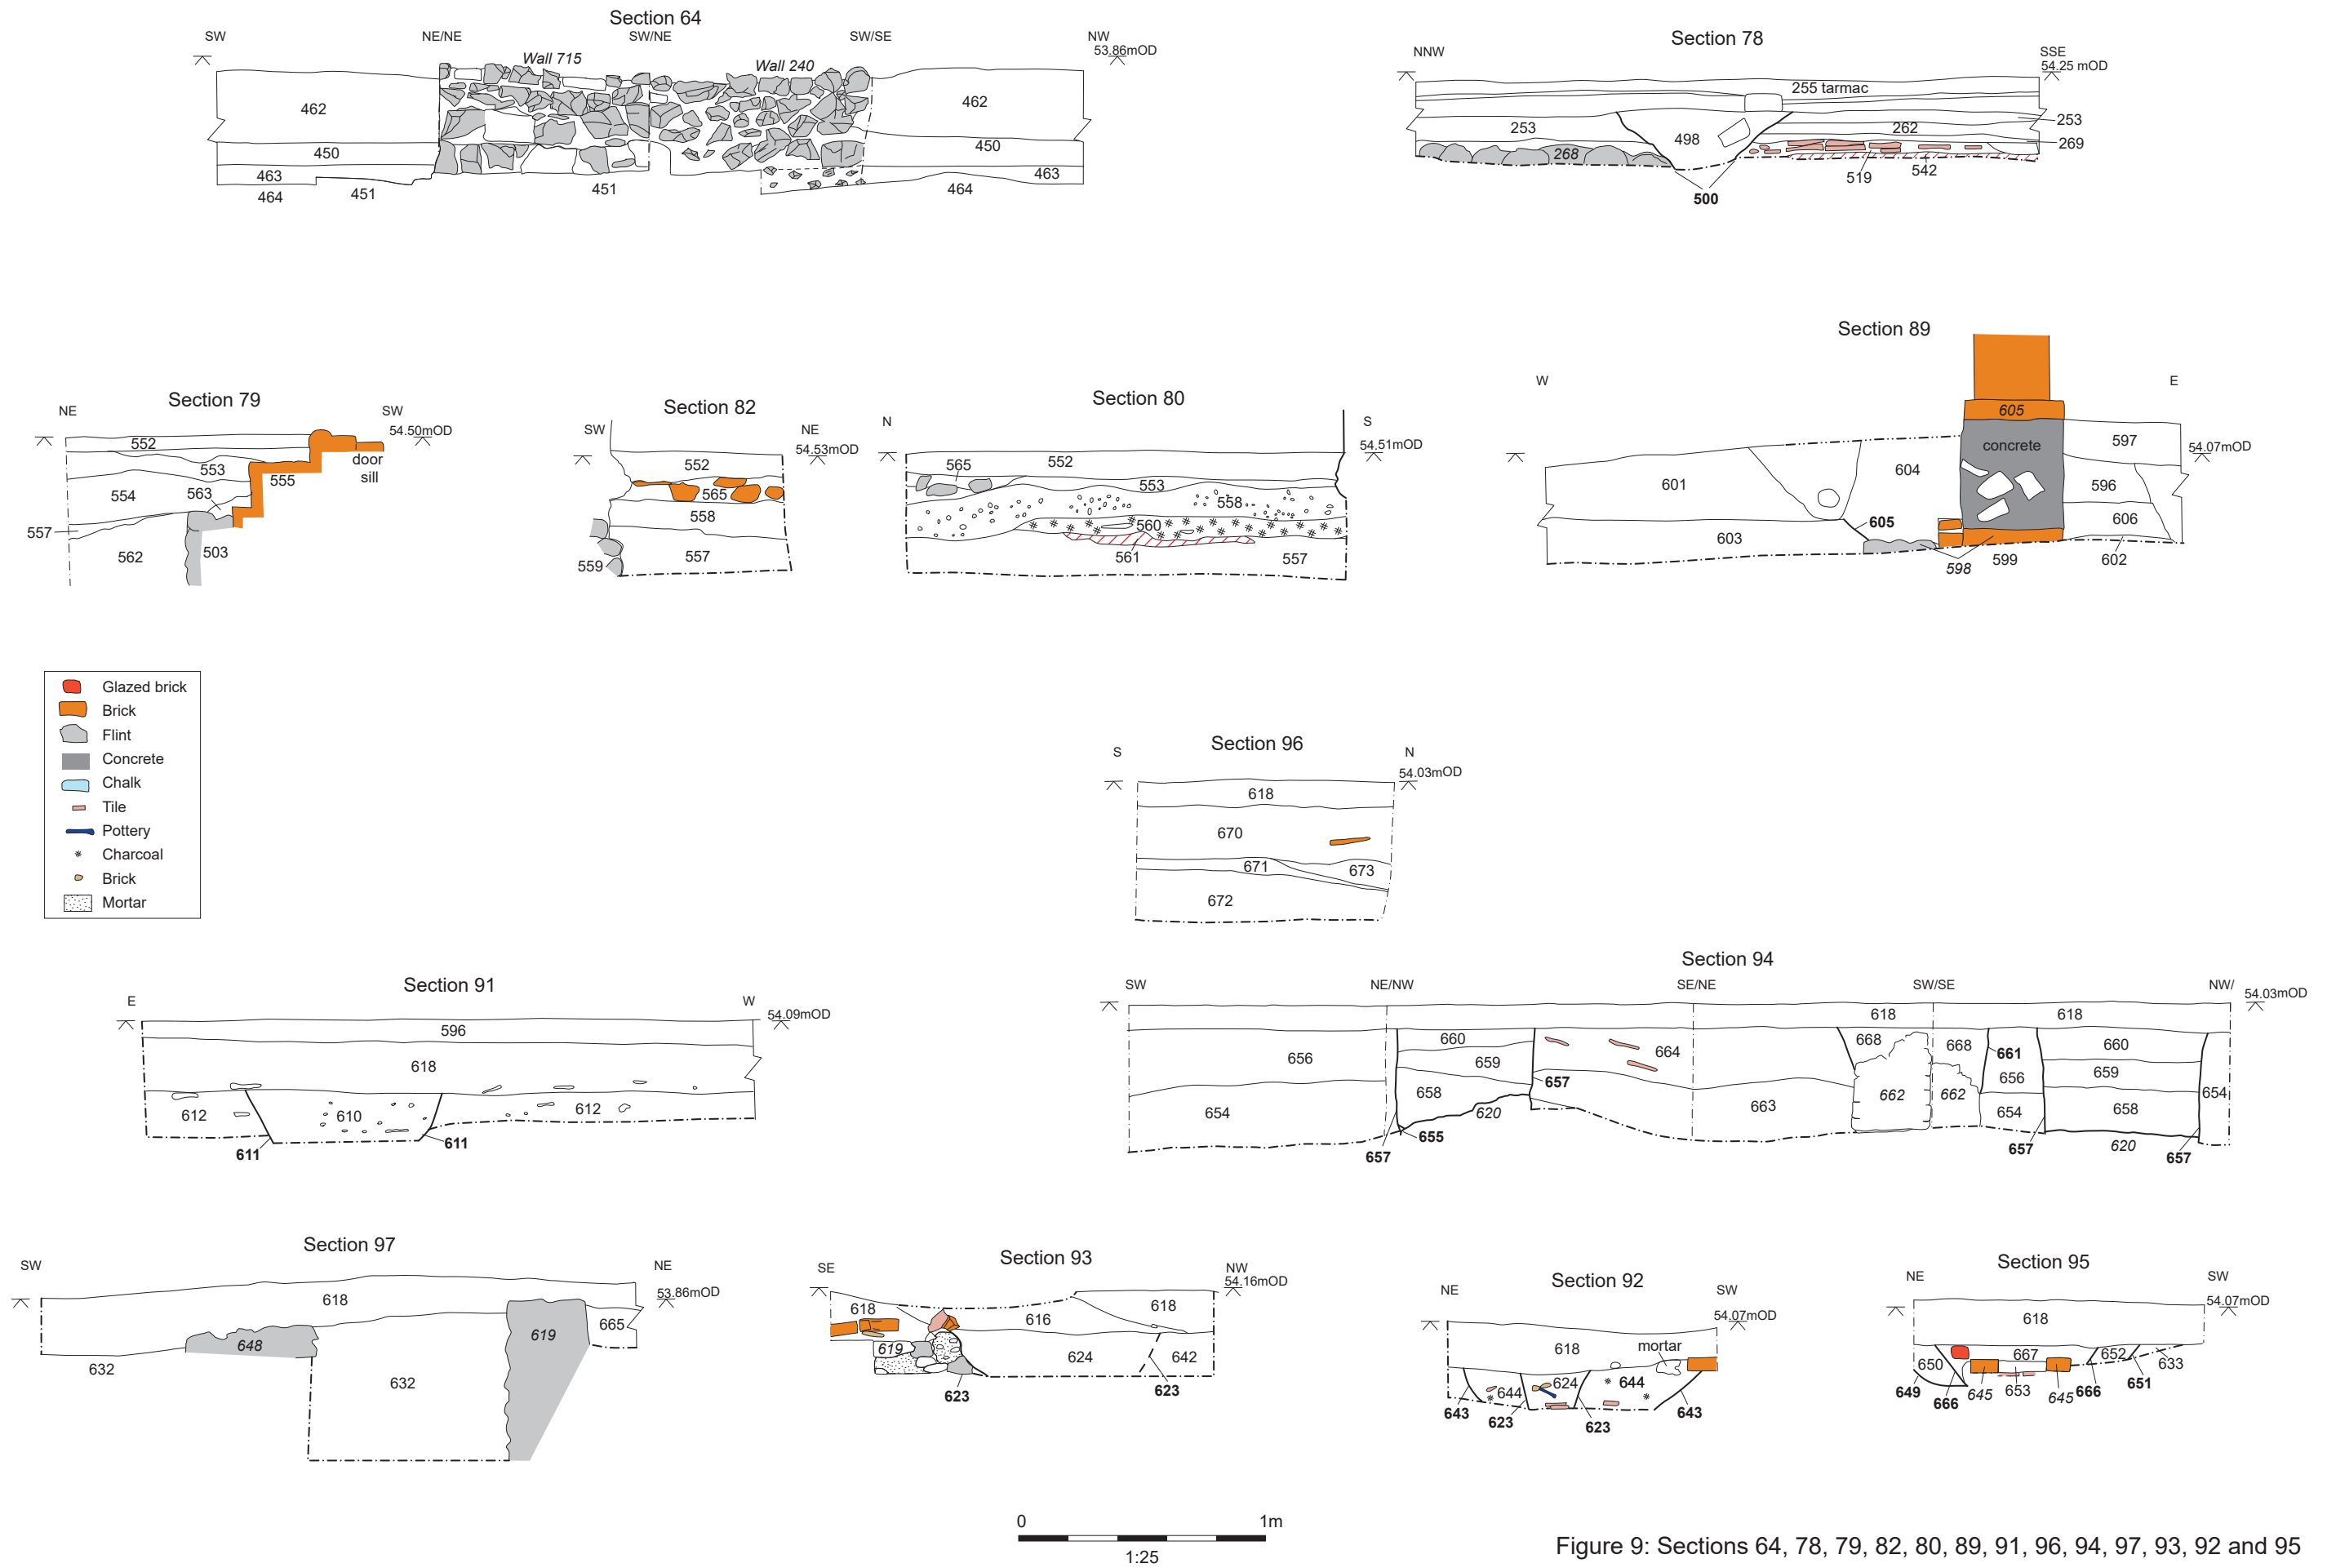 Section 64
SW NE/NE SW/NE SW/SE NW
53.86mOD
Wall 715 Wall 240
462 462
450 450
463 463
464 451 451 464
Section 78
NNW SSE
54.25 mOD
255 tarmac
253 498 262 253
268 269
519 542
500
Section 79
NE SW
54.50mOD
552
door
sill
553 555
554 563
557
562 503
Section 82
SW NE
54.53mOD
552
565
558
557
559
Section 80
N S
54.51mOD
565 552
553
558
560
561 557
Section 89
W E
605
concrete
597
54.07mOD
601 604 596
605 606
603
598 599 602
Glazed brick
Brick
Flint
Concrete
Chalk
Tile
Pottery
Charcoal
Brick
Mortar
Section 96
S N
54.03mOD
618
670
671 673
672
Section 91
E W
54.09mOD
596
618
612 610 612
611 611
Section 94
SW NE/NW SE/NE SW/SE NW/
54.03mOD
618 618
656 660 664 668 668 661 660
659 656 659
658 657 662 662 654
654 620 663 654 658
655 657 620
657 657
Section 97
SW NE
53.86mOD
618
619 665
648
632 632
Section 93
SE NW
54.16mOD
618 616 618
619 624 642
623 623
Section 92
NE SW
54.07mOD
618 mortar
644 624 644
643 623 623 643
Section 95
NE SW
54.07mOD
618
650 667 652 633
649 666 645 653 645 666 651
0 1m
1:25
Figure 9: Sections 64, 78, 79, 82, 80, 89, 91, 96, 94, 97, 93, 92 and 95